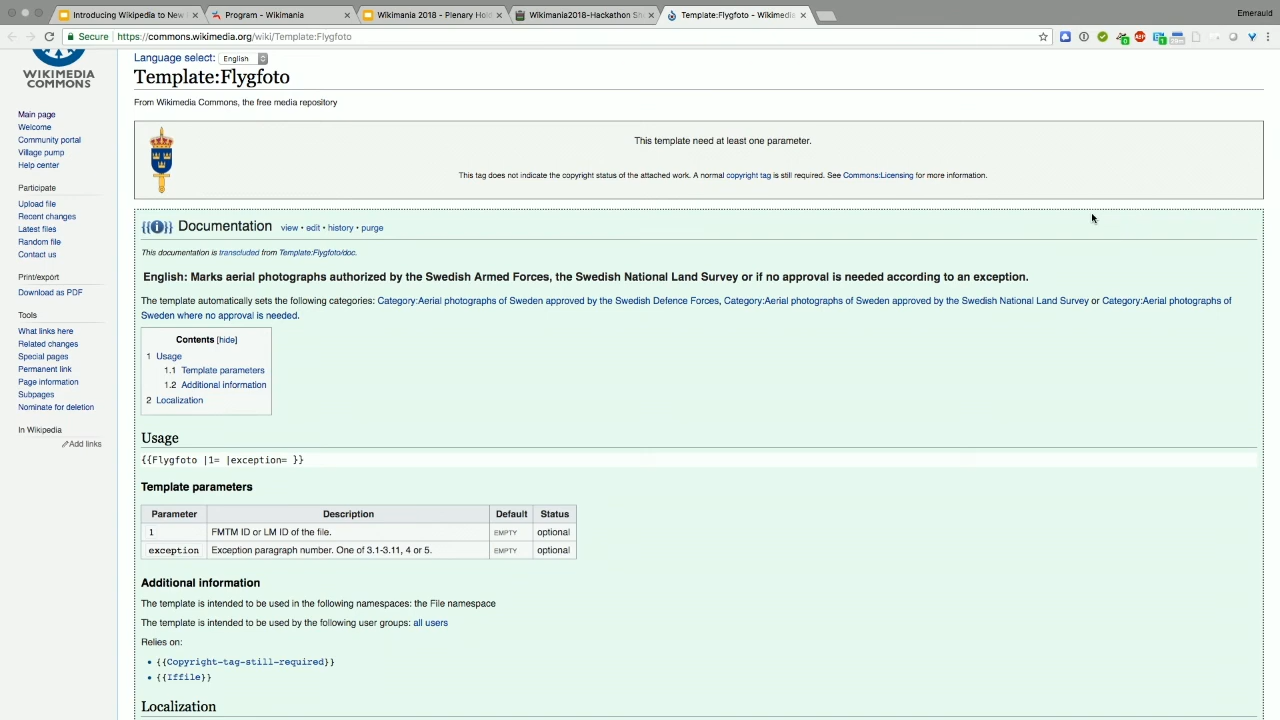 Introducing Wikipedia to New
Program - Wikimania
Wikimania 2018 - Plenary Hol
Wikimania2018-Hackathon Sh
Template:Flygfoto - Wikimedia
Emerauld
Secure
https://commons.wikimedia.org/wiki/Template:Flygfoto
WIKIMEDIA
COMMONS
Main page
Welcome
Community portal
Village pump
Help center
Participate
Upload file
Recent changes
Latest files
Random file
Contact us
Print/export
Download as PDF
Tools
What links here
Related changes
Special pages
Permanent link
Page information
Subpages
Nominate for deletion
In Wikipedia
Add links
Language select: English
Template:Flygfoto
From Wikimedia Commons, the free media repository
This template need at least one parameter.
This tag does not indicate the copyright status of the attached work. A normal copyright tag is still required. See Commons:Licensing for more information.
Documentation view • edit • history • purge
This documentation is transcluded from Template:Flygfoto/doc.
English: Marks aerial photographs authorized by the Swedish Armed Forces, the Swedish National Land Survey or if no approval is needed according to an exception.
The template automatically sets the following categories: Category:Aerial photographs of Sweden approved by the Swedish Defence Forces, Category:Aerial photographs of Sweden approved by the Swedish National Land Survey or Category:Aerial photographs of
Sweden where no approval is needed.
Contents [hide]
1 Usage
1.1 Template parameters
1.2 Additional information
2 Localization
Usage
{{Flygfoto |1= |exception= }}
Template parameters
Parameter Description Default Status
1 FMTM ID or LM ID of the file. EMPTY optional
exception Exception paragraph number. One of 3.1-3.11, 4 or 5. EMPTY optional
Additional information
The template is intended to be used in the following namespaces: the File namespace
The template is intended to be used by the following user groups: all users
Relies on:
• {{Copyright-tag-still-required}}
• {{Iffile}}
Localization